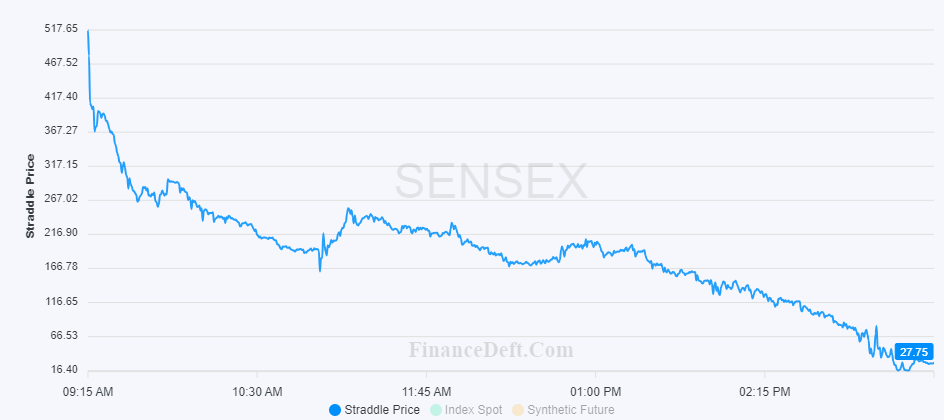 517.65
467.52
417.40
367.27
317.15
267.02
216.90
166.78
116.65
66.53
16.40
Straddle Price
SENSEX
FinanceDeft.Com
27.75
09:15 AM 10:30 AM 11:45 AM 01:00 PM 02:15 PM
Straddle Price Index Spot Synthetic Future